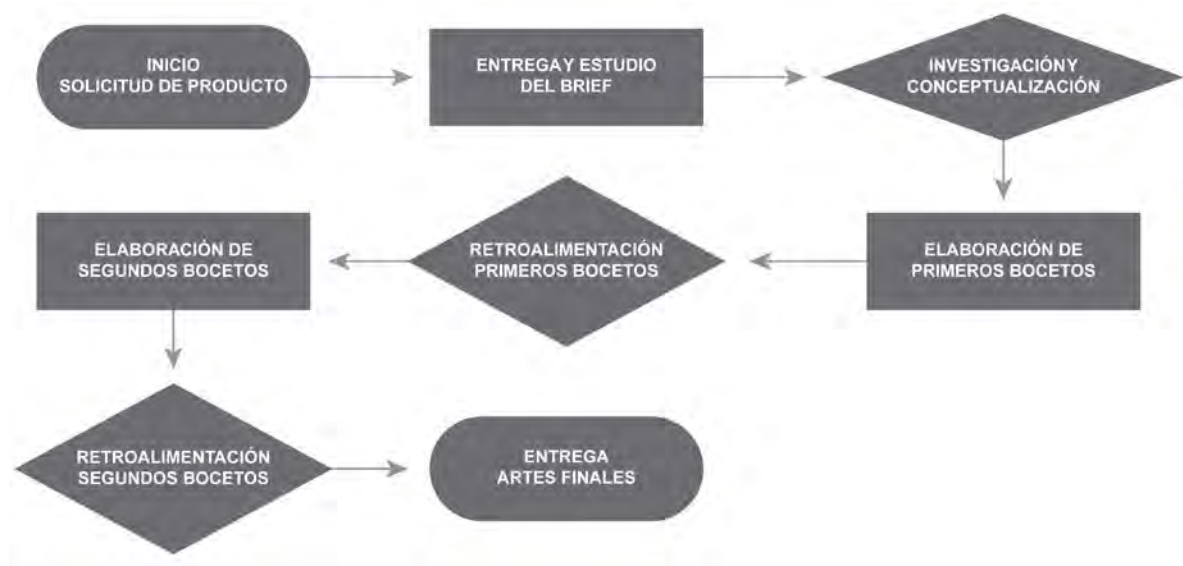 INICIO
SOLICITUD DE PRODUCTO
ENTREGA Y ESTUDIO
DEL BRIEF
INVESTIGACIÓN Y
CONCEPTUALIZACIÓN
ELABORACIÓN DE
PRIMEROS BOCETOS
RETROALIMENTACIÓN
PRIMEROS BOCETOS
ELABORACIÓN DE
SEGUNDOS BOCETOS
RETROALIMENTACIÓN
SEGUNDOS BOCETOS
ENTREGA
ARTES FINALES